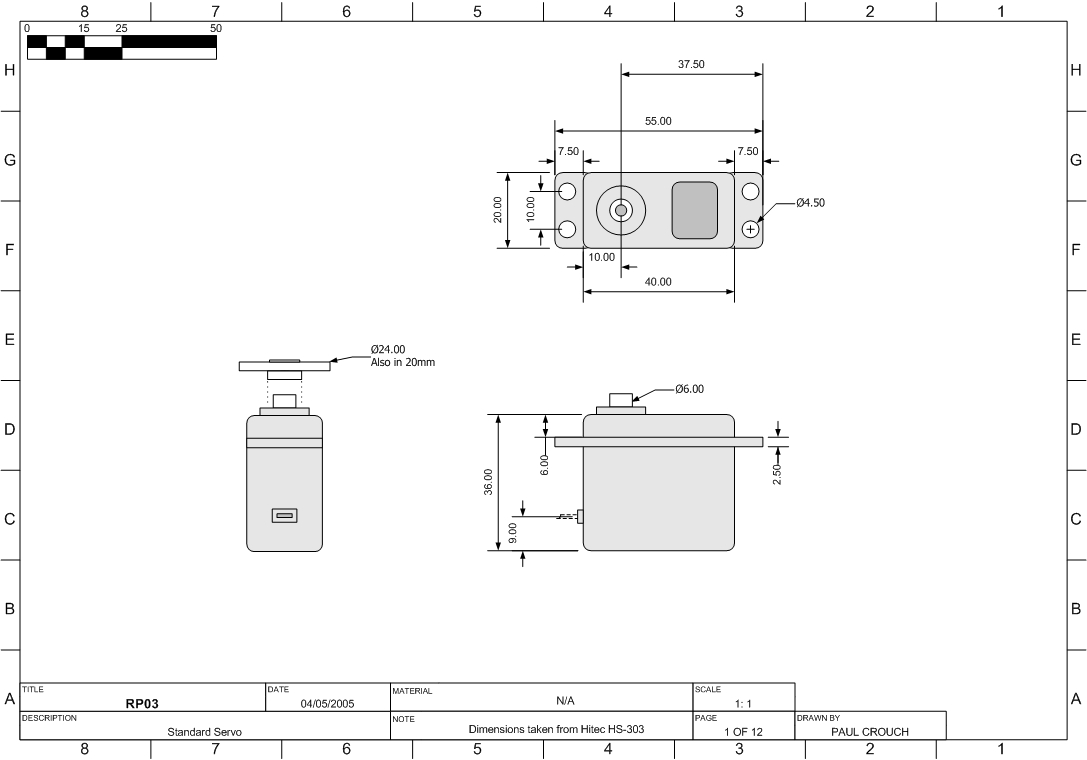 8 7 6 5 4 3 2 1
0 15 25 50
H H
37.50
55.00
G G
7.50 7.50
20.00
10.00
Ø4.50
F F
10.00
40.00
E E
Ø24.00
Also in 20mm
Ø6.00
D D
36.00
6.00
2.50
C C
9.00
B B
A A
TITLE
RP03
DATE
04/05/2005
MATERIAL
N/A
SCALE
1: 1
DESCRIPTION
Standard Servo
NOTE
Dimensions taken from Hitec HS-303
PAGE
1 OF 12
DRAWN BY
PAUL CROUCH
8 7 6 5 4 3 2 1